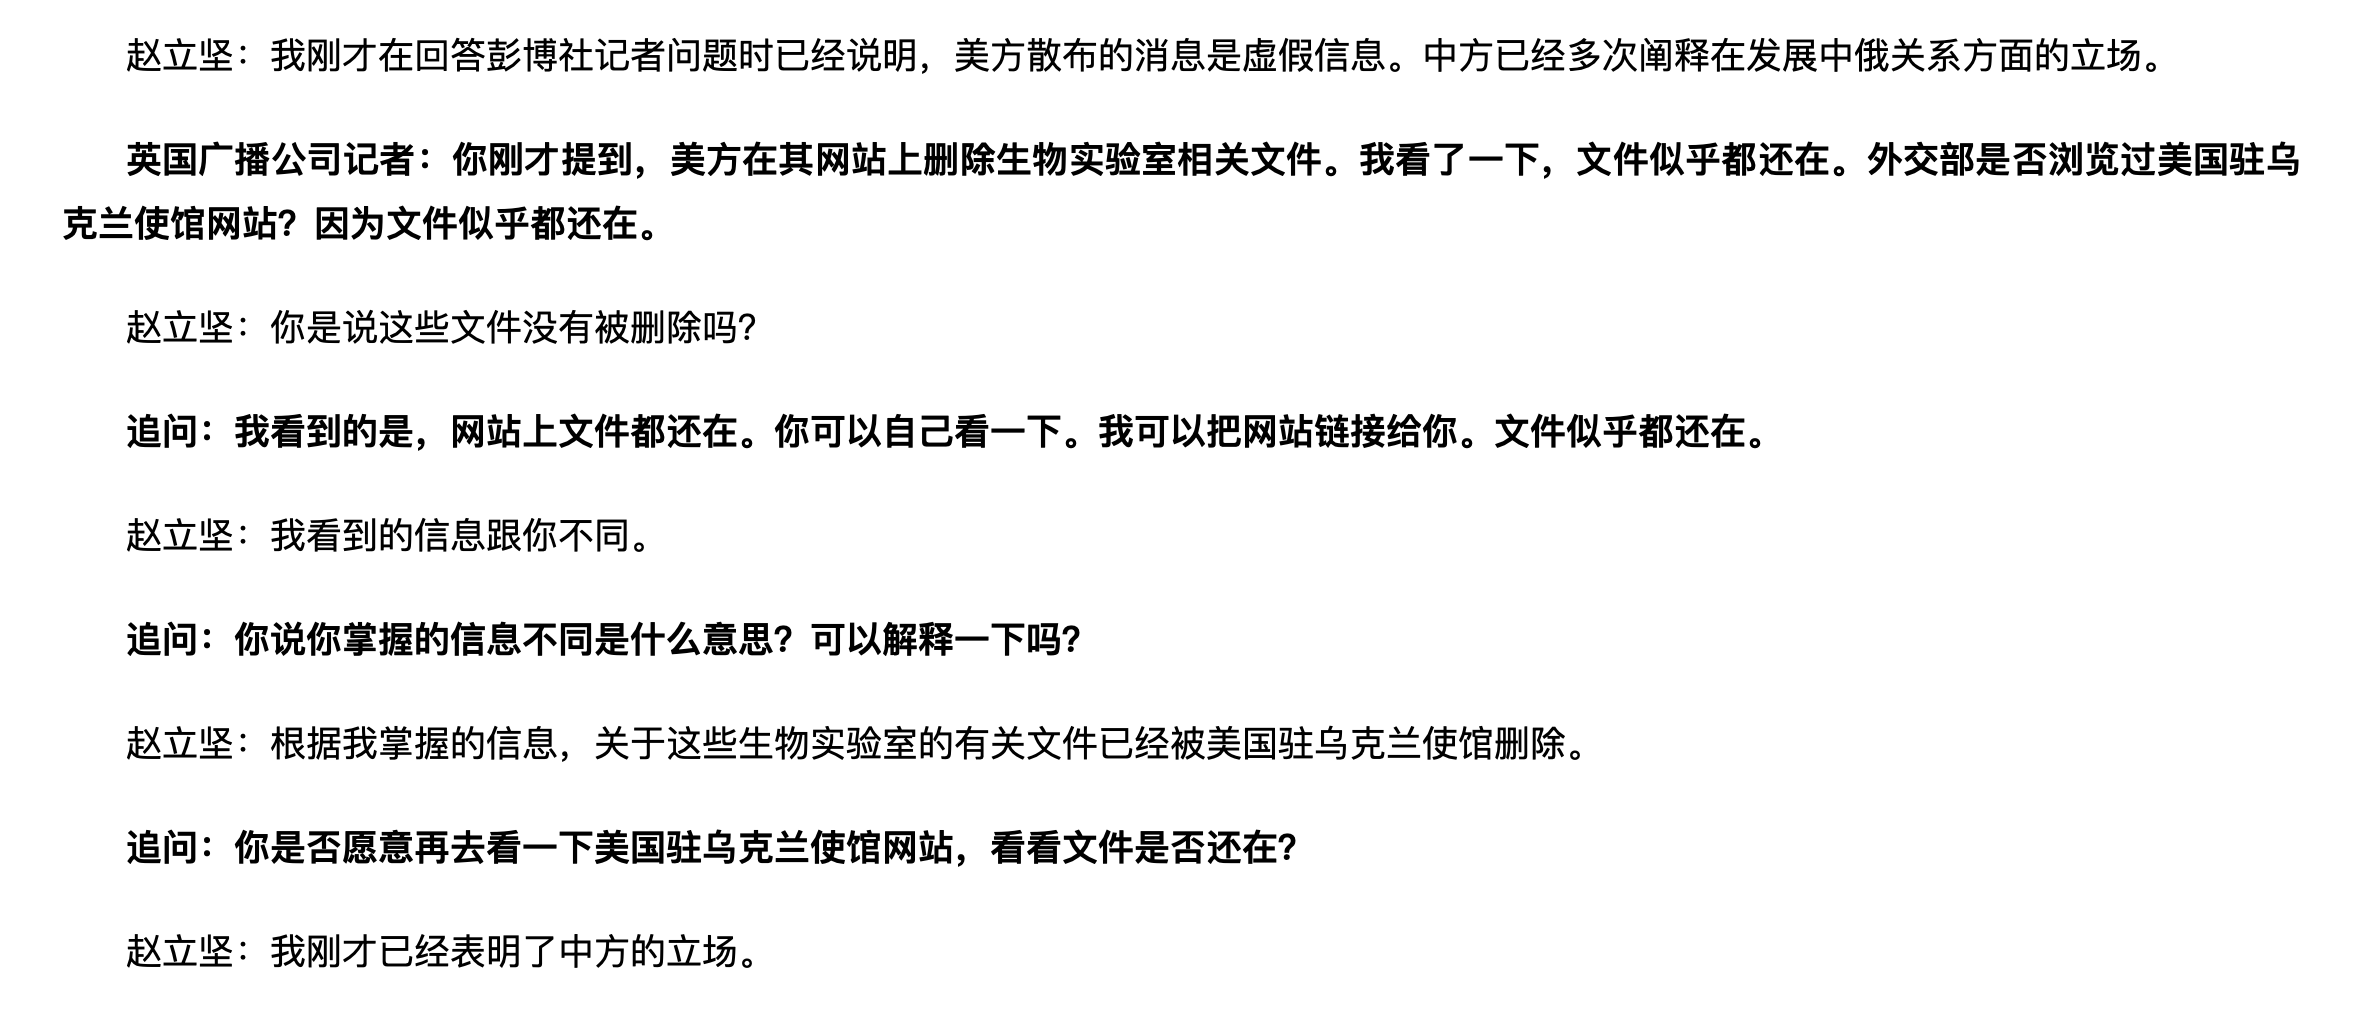 赵立坚：我刚才在回答彭博社记者问题时已经说明，美方散布的消息是虚假信息。中方已经多次阐释在发展中俄关系方面的立场。
英国广播公司记者：你刚才提到，美方在其网站上删除生物实验室相关文件。我看了一下，文件似乎都还在。外交部是否浏览过美国驻乌
克兰使馆网站？因为文件似乎都还在。
赵立坚：你是说这些文件没有被删除吗？
追问：我看到的是，网站上文件都还在。你可以自己看一下。我可以把网站链接给你。文件似乎都还在。
赵立坚：我看到的信息跟你不同。
追问：你说你掌握的信息不同是什么意思？可以解释一下吗？
赵立坚：根据我掌握的信息，关于这些生物实验室的有关文件已经被美国驻乌克兰使馆删除。
追问：你是否愿意再去看一下美国驻乌克兰使馆网站，看看文件是否还在？
赵立坚：我刚才已经表明了中方的立场。